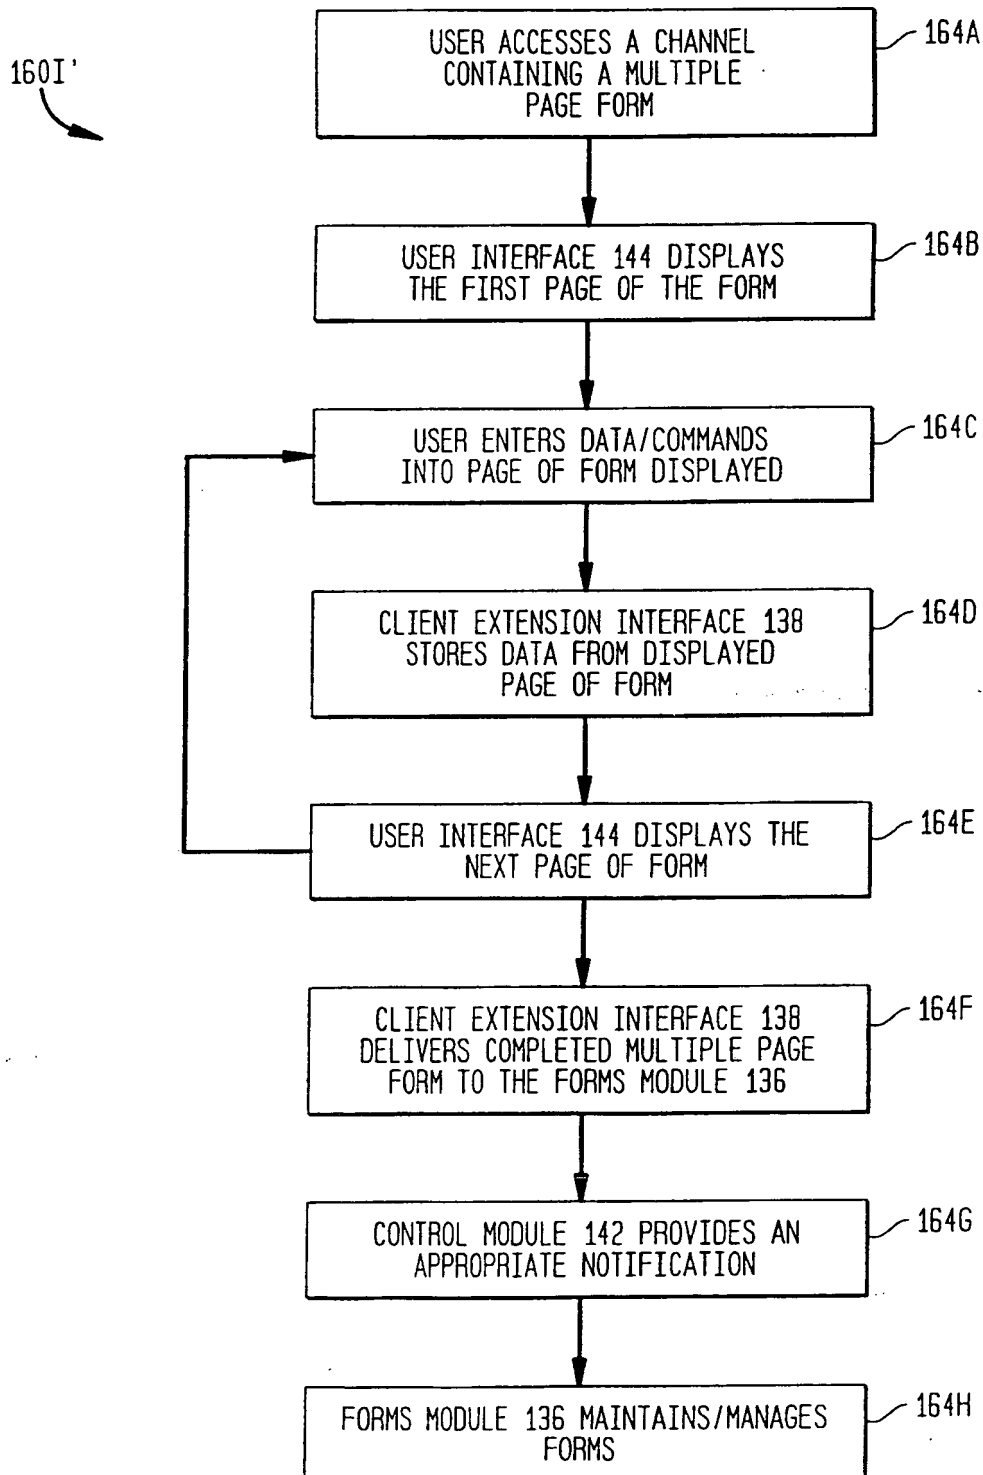 160I'
USER ACCESSES A CHANNEL
CONTAINING A MULTIPLE
PAGE FORM
164A
USER INTERFACE 144 DISPLAYS
THE FIRST PAGE OF THE FORM
164B
USER ENTERS DATA/COMMANDS
INTO PAGE OF FORM DISPLAYED
164C
CLIENT EXTENSION INTERFACE 138
STORES DATA FROM DISPLAYED
PAGE OF FORM
164D
USER INTERFACE 144 DISPLAYS THE
NEXT PAGE OF FORM
164E
CLIENT EXTENSION INTERFACE 138
DELIVERS COMPLETED MULTIPLE PAGE
FORM TO THE FORMS MODULE 136
164F
CONTROL MODULE 142 PROVIDES AN
APPROPRIATE NOTIFICATION
164G
FORMS MODULE 136 MAINTAINS/MANAGES
FORMS
164H